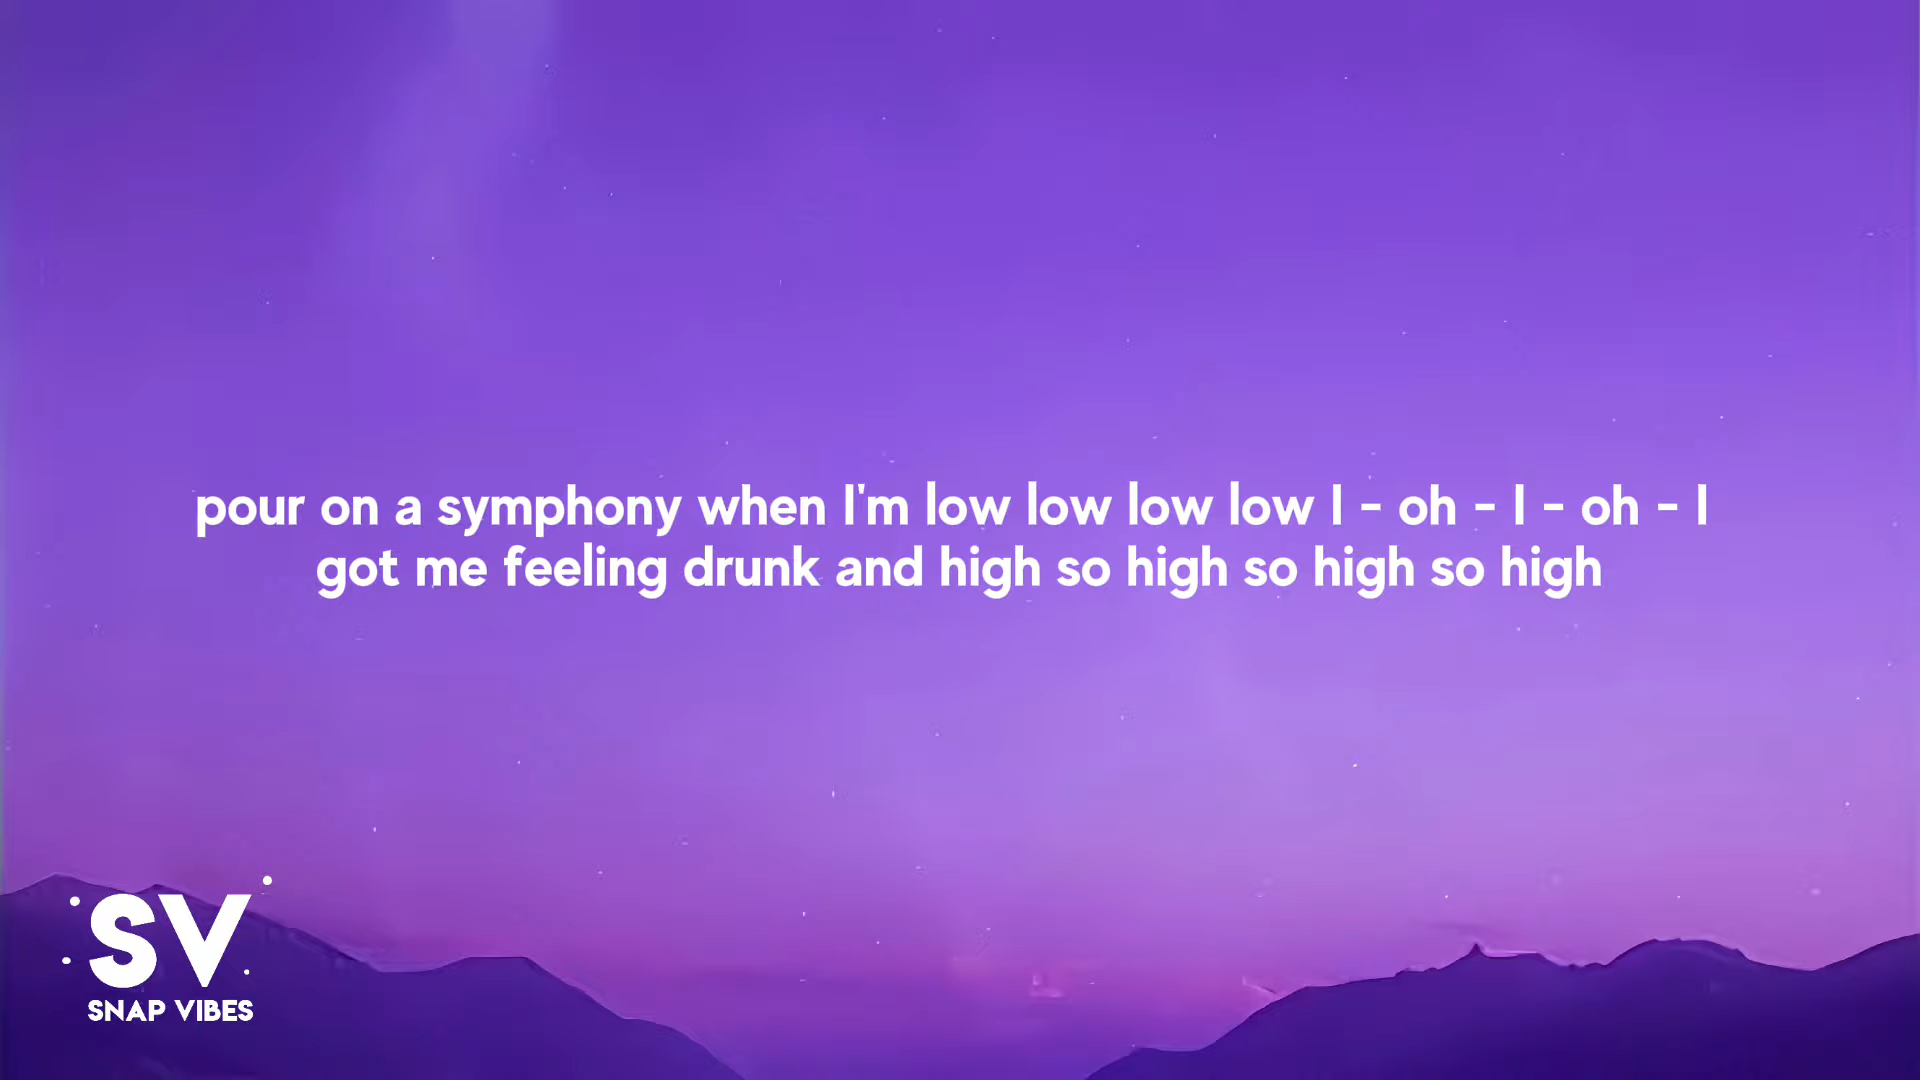 pour on a symphony when I'm low low low low I - oh - I - oh - I
got me feeling drunk and high so high so high so high
SV
SNAP VIBES